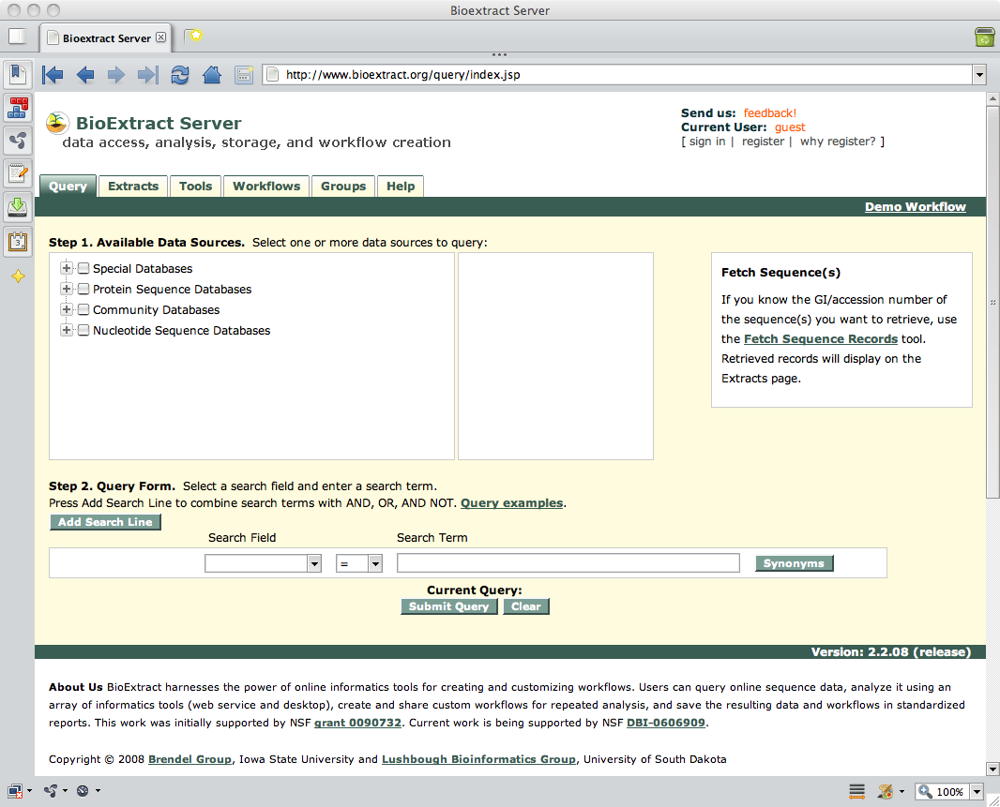 Bioextract Server
Bioextract Server
http://www.bioextract.org/query/index.jsp
BioExtract Server
data access, analysis, storage, and workflow creation
Send us: feedback!
Current User: guest
[ sign in | register | why register? ]
Query Extracts Tools Workflows Groups Help
Demo Workflow
Step 1. Available Data Sources. Select one or more data sources to query:
Special Databases
Protein Sequence Databases
Community Databases
Nucleotide Sequence Databases
Fetch Sequence(s)
If you know the GI/accession number of
the sequence(s) you want to retrieve, use
the Fetch Sequence Records tool.
Retrieved records will display on the
Extracts page.
Step 2. Query Form. Select a search field and enter a search term.
Press Add Search Line to combine search terms with AND, OR, AND NOT. Query examples.
Add Search Line
Search Field Search Term
= Synonyms
Current Query:
Submit Query Clear
Version: 2.2.08 (release)
About Us BioExtract harnesses the power of online informatics tools for creating and customizing workflows. Users can query online sequence data, analyze it using an
array of informatics tools (web service and desktop), create and share custom workflows for repeated analysis, and save the resulting data and workflows in standardized
reports. This work was initially supported by NSF grant 0090732. Current work is being supported by NSF DBI-0606909.
Copyright © 2008 Brendel Group, Iowa State University and Lushbough Bioinformatics Group, University of South Dakota
3
100%